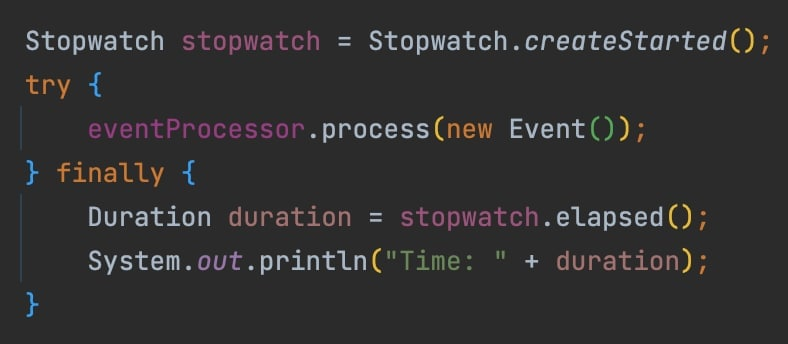 Stopwatch stopwatch = Stopwatch.createStarted();
try {
    eventProcessor.process(new Event());
} finally {
    Duration duration = stopwatch.elapsed();
    System.out.println("Time: " + duration);
}